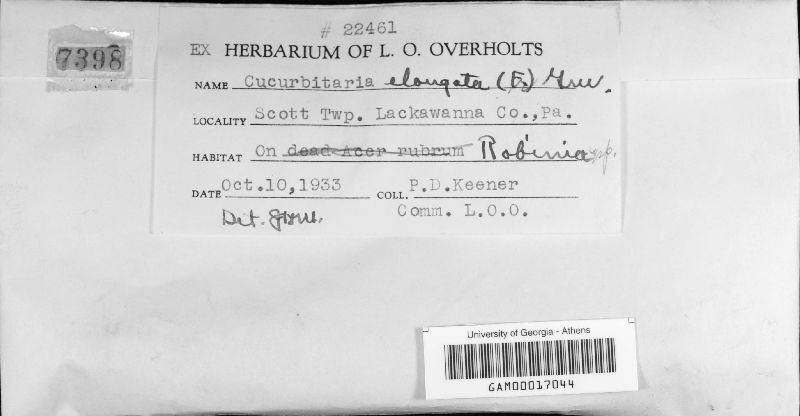 # 22461
7398
EX HERBARIUM OF L. O. OVERHOLTS
NAME Cucurbitaria elongata (Fr.) Grev.
LOCALITY Scott Twp. Lackawanna Co., Pa.
HABITAT On dead Acer rubrum Robinia sp.
DATE Oct.10,1933 COLL. P.D.Keener
Det. Comm. L.O.O.
University of Georgia - Athens
GAM00017044